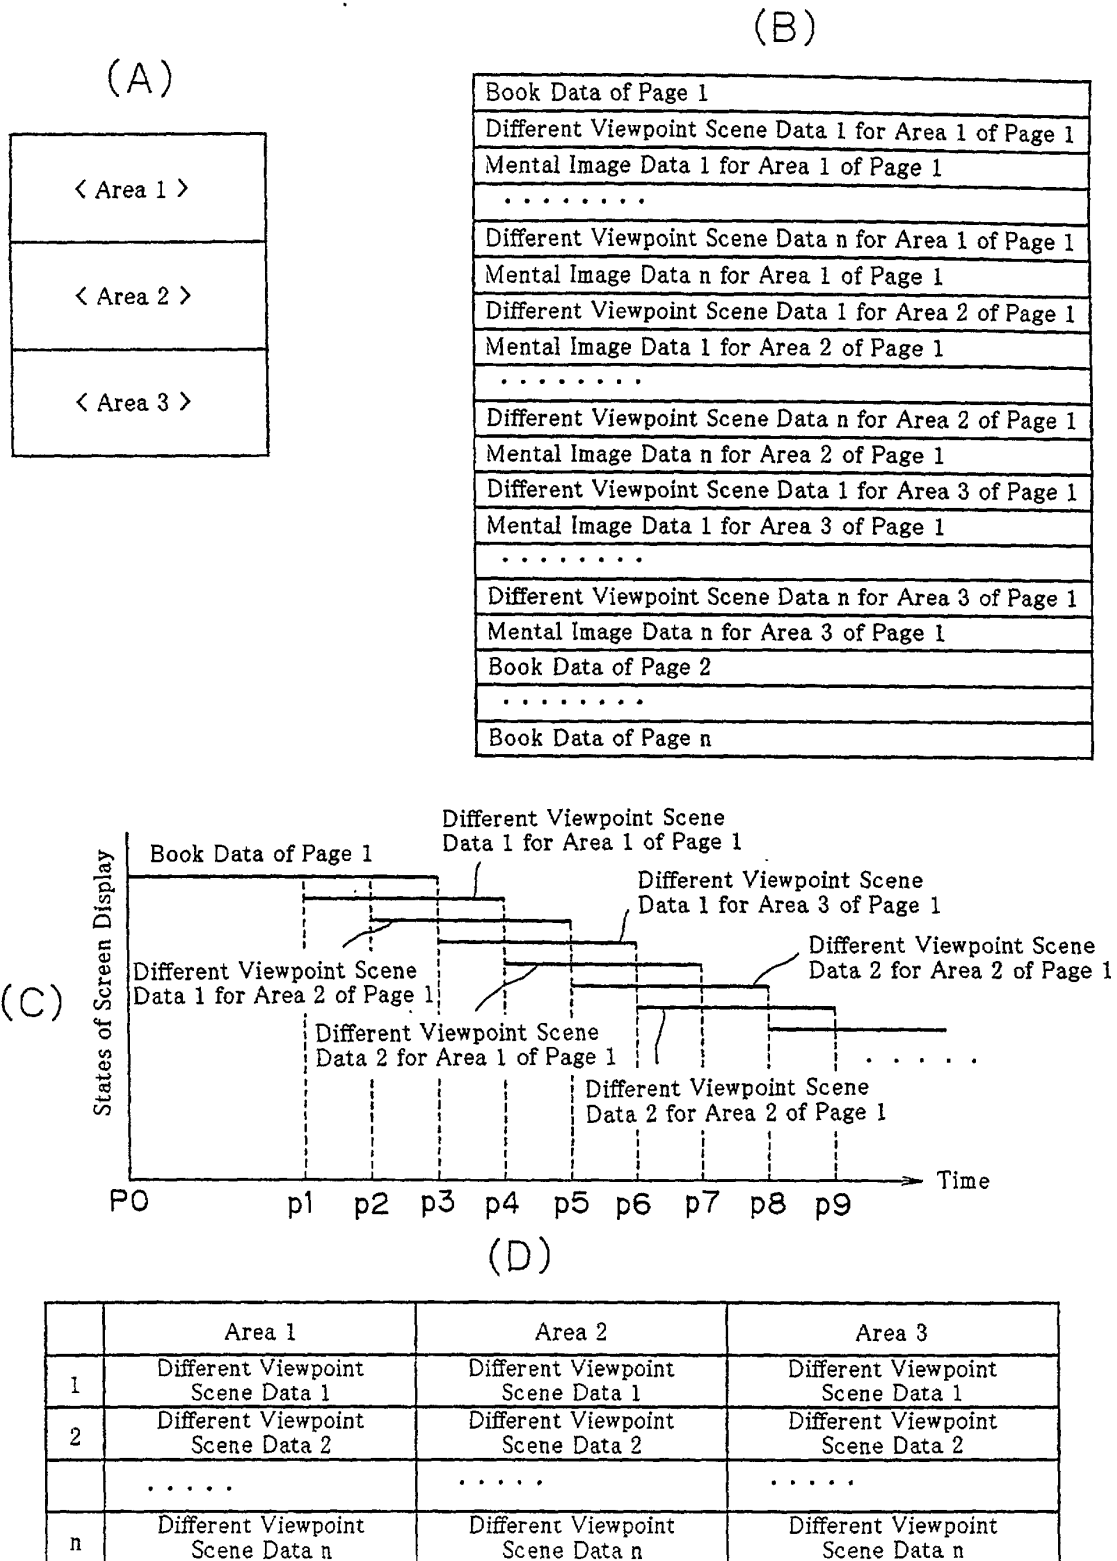 (A)
< Area 1 >
< Area 2 >
< Area 3 >
(B)
Book Data of Page 1
Different Viewpoint Scene Data 1 for Area 1 of Page 1
Mental Image Data 1 for Area 1 of Page 1
. . . . . . . .
Different Viewpoint Scene Data n for Area 1 of Page 1
Mental Image Data n for Area 1 of Page 1
Different Viewpoint Scene Data 1 for Area 2 of Page 1
Mental Image Data 1 for Area 2 of Page 1
. . . . . . . .
Different Viewpoint Scene Data n for Area 2 of Page 1
Mental Image Data n for Area 2 of Page 1
Different Viewpoint Scene Data 1 for Area 3 of Page 1
Mental Image Data 1 for Area 3 of Page 1
. . . . . . . .
Different Viewpoint Scene Data n for Area 3 of Page 1
Mental Image Data n for Area 3 of Page 1
Book Data of Page 2
. . . . . . . .
Book Data of Page n
(C)
States of Screen Display
Book Data of Page 1
Different Viewpoint Scene
Data 1 for Area 1 of Page 1
Different Viewpoint Scene
Data 1 for Area 3 of Page 1
Different Viewpoint Scene
Data 2 for Area 2 of Page 1
Different Viewpoint Scene
Data 1 for Area 2 of Page 1
Different Viewpoint Scene
Data 2 for Area 1 of Page 1
Different Viewpoint Scene
Data 2 for Area 2 of Page 1
. . . . .
Time
P0 p1 p2 p3 p4 p5 p6 p7 p8 p9
(D)
Area 1 Area 2 Area 3
1 Different Viewpoint Different Viewpoint Different Viewpoint
Scene Data 1 Scene Data 1 Scene Data 1
2 Different Viewpoint Different Viewpoint Different Viewpoint
Scene Data 2 Scene Data 2 Scene Data 2
. . . . . . . . . . . . . . .
n Different Viewpoint Different Viewpoint Different Viewpoint
Scene Data n Scene Data n Scene Data n